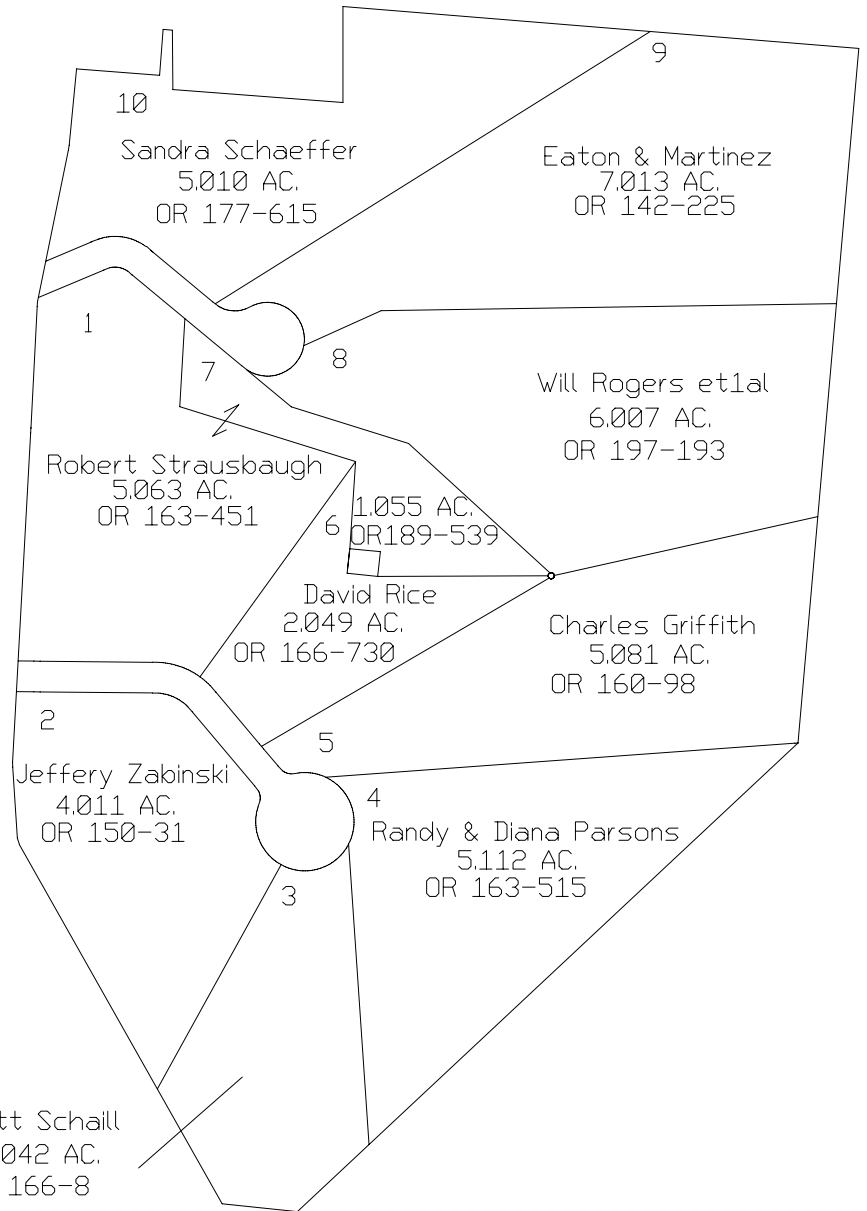 9
10
Sandra Schaeffer
5.010 AC.
OR 177-615
Eaton & Martinez
7.013 AC.
OR 142-225
1
7
8
Will Rogers et1al
6.007 AC.
OR 197-193
Robert Strausbaugh
5.063 AC.
OR 163-451
6
1.055 AC.
OR189-539
David Rice
2.049 AC.
OR 166-730
Charles Griffith
5.081 AC.
OR 160-98
2
5
Jeffery Zabinski
4.011 AC.
OR 150-31
4
Randy & Diana Parsons
5.112 AC.
OR 163-515
3
tt Schaill
042 AC.
166-8